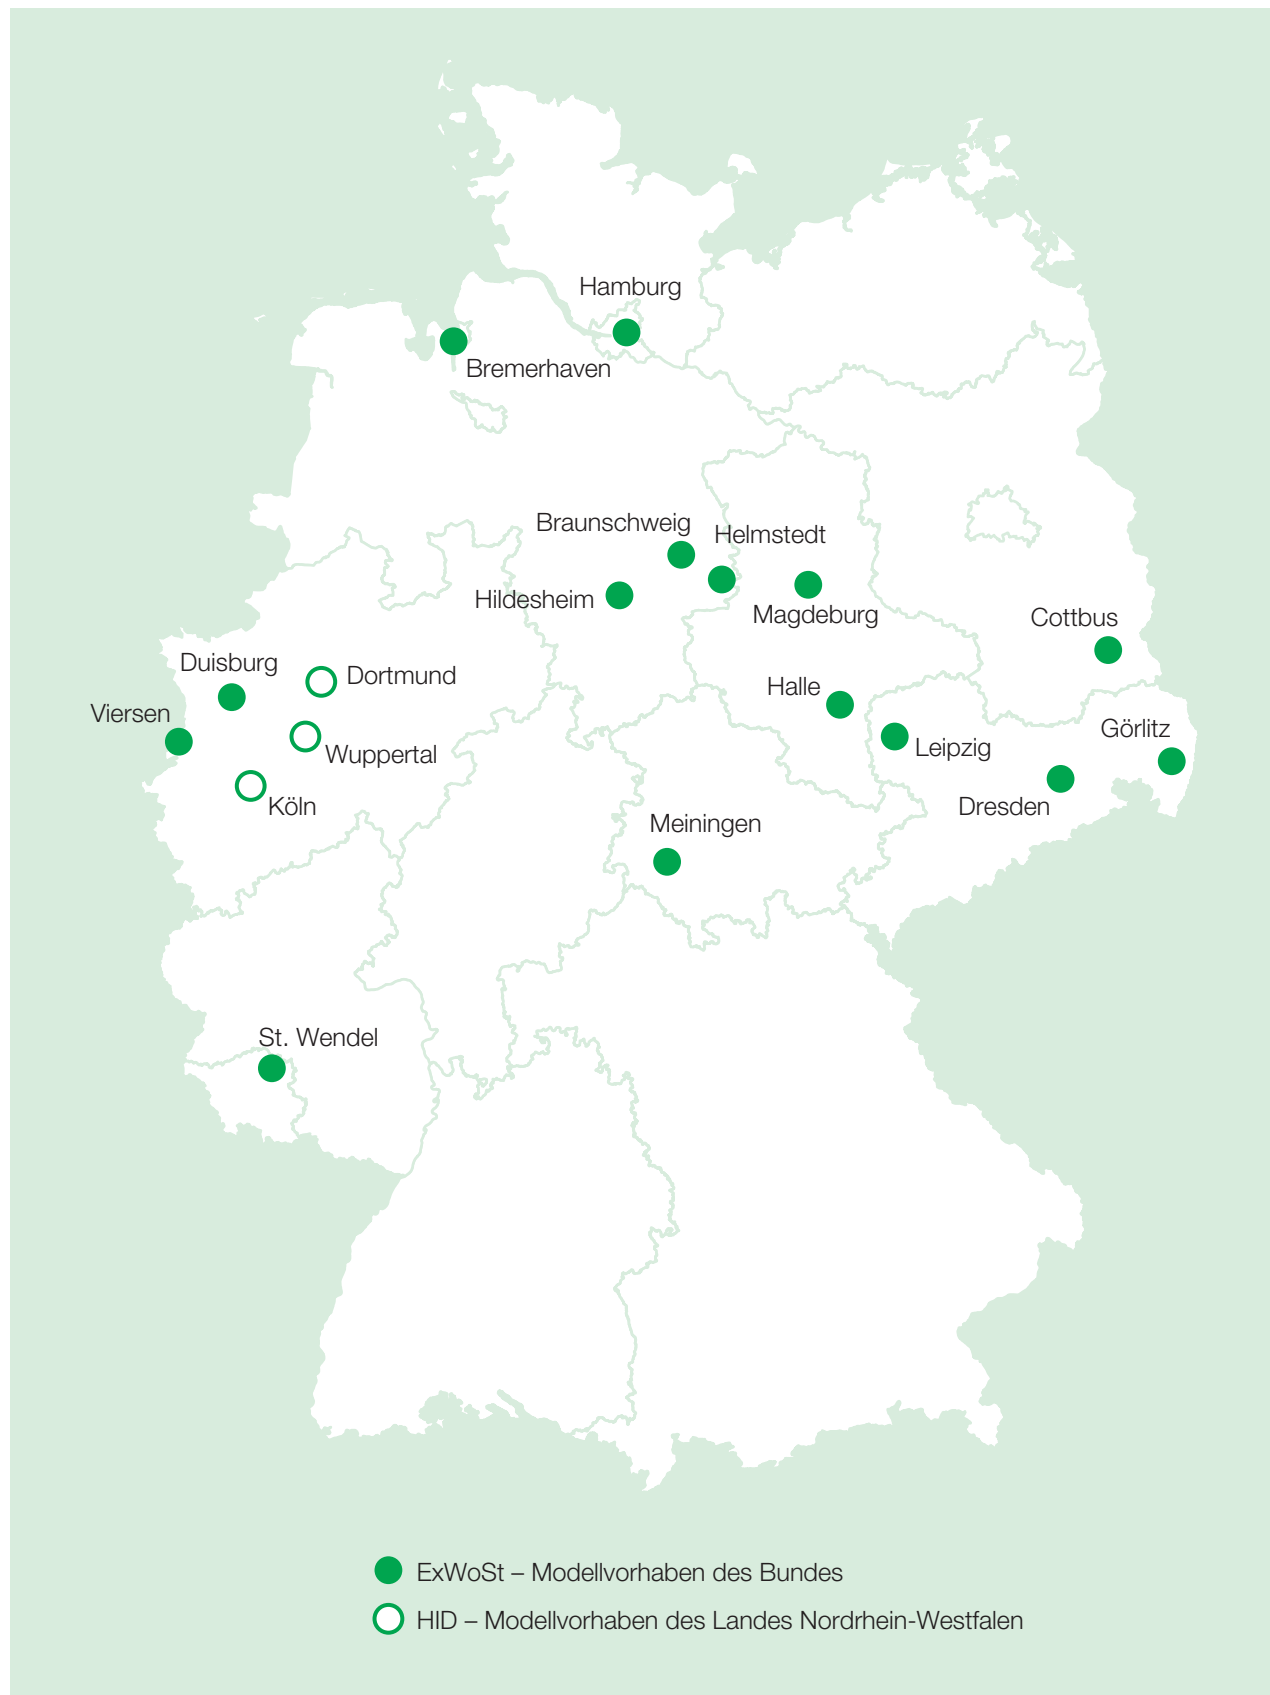 Hamburg
Bremerhaven
Braunschweig
Helmstedt
Hildesheim
Magdeburg
Cottbus
Duisburg
Dortmund
Halle
Viersen
Görlitz
Wuppertal
Leipzig
Köln
Dresden
Meiningen
St. Wendel
ExWoSt – Modellvorhaben des Bundes
HID – Modellvorhaben des Landes Nordrhein-Westfalen